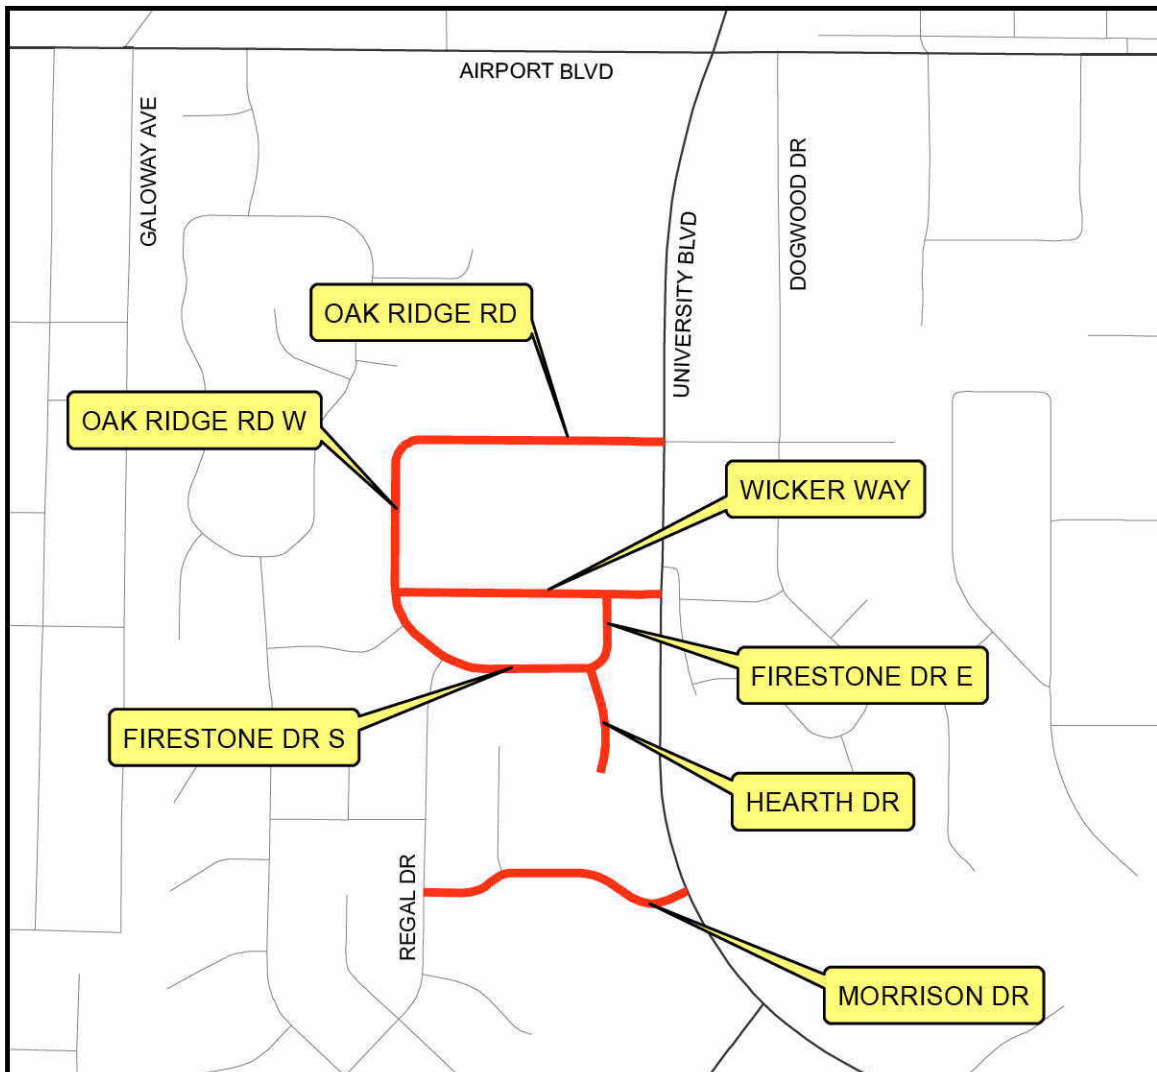 AIRPORT BLVD
GALOWAY AVE
DOGWOOD DR
UNIVERSITY BLVD
OAK RIDGE RD
OAK RIDGE RD W
WICKER WAY
FIRESTONE DR E
FIRESTONE DR S
HEARTH DR
REGAL DR
MORRISON DR